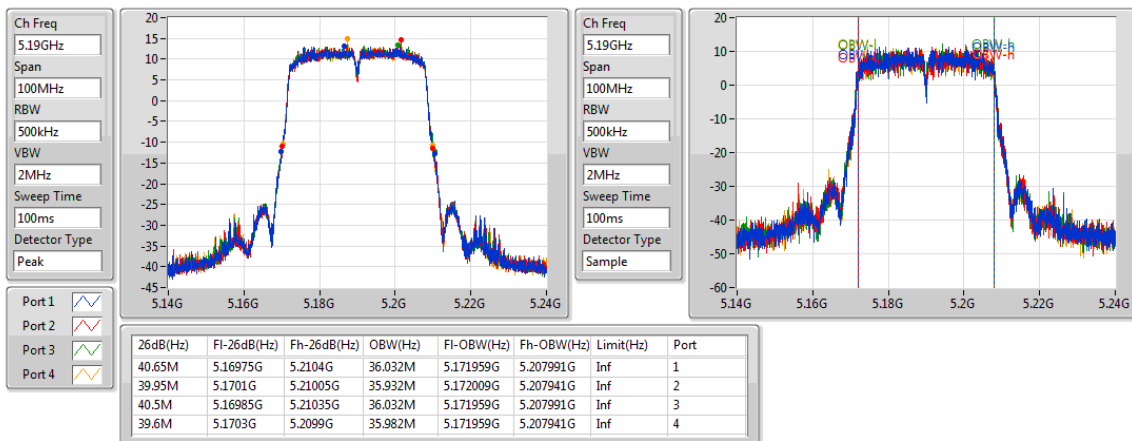 Ch Freq
5.19GHz
Span
100MHz
RBW
500kHz
VBW
2MHz
Sweep Time
100ms
Detector Type
Peak
20
15
10
5
0
-5
-10
-15
-20
-25
-30
-35
-40
-45
5.14G 5.16G 5.18G 5.2G 5.22G 5.24G
Ch Freq
5.19GHz
Span
100MHz
RBW
500kHz
VBW
2MHz
Sweep Time
100ms
Detector Type
Sample
20
10
0
-10
-20
-30
-40
-50
-60
OBW-l OBW-h
5.14G 5.16G 5.18G 5.2G 5.22G 5.24G
Port 1
Port 2
Port 3
Port 4
26dB(Hz) Fl-26dB(Hz) Fh-26dB(Hz) OBW(Hz) Fl-OBW(Hz) Fh-OBW(Hz) Limit(Hz) Port
40.65M 5.16975G 5.2104G 36.032M 5.171959G 5.207991G Inf 1
39.95M 5.1701G 5.21005G 35.932M 5.172009G 5.207941G Inf 2
40.5M 5.16985G 5.21035G 36.032M 5.171959G 5.207991G Inf 3
39.6M 5.1703G 5.2099G 35.982M 5.171959G 5.207941G Inf 4